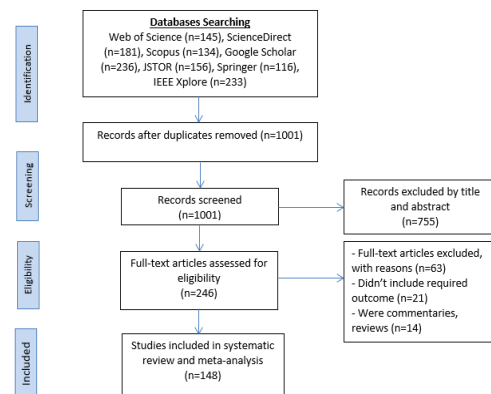 Databases Searching
Web of Science (n=145), ScienceDirect
(n=181), Scopus (n=134), Google Scholar
(n=236), JSTOR (n=156), Springer (n=116),
IEEE Xplore (n=233)
Identification
Records after duplicates removed (n=1001)
Screening
Records screened
(n=1001)
Records excluded by title
and abstract
(n=755)
Eligibility
Full-text articles assessed for
eligibility
(n=246)
- Full-text articles excluded,
with reasons (n=63)
- Didn't include required
outcome (n=21)
- Were commentaries,
reviews (n=14)
Included
Studies included in systematic
review and meta-analysis
(n=148)